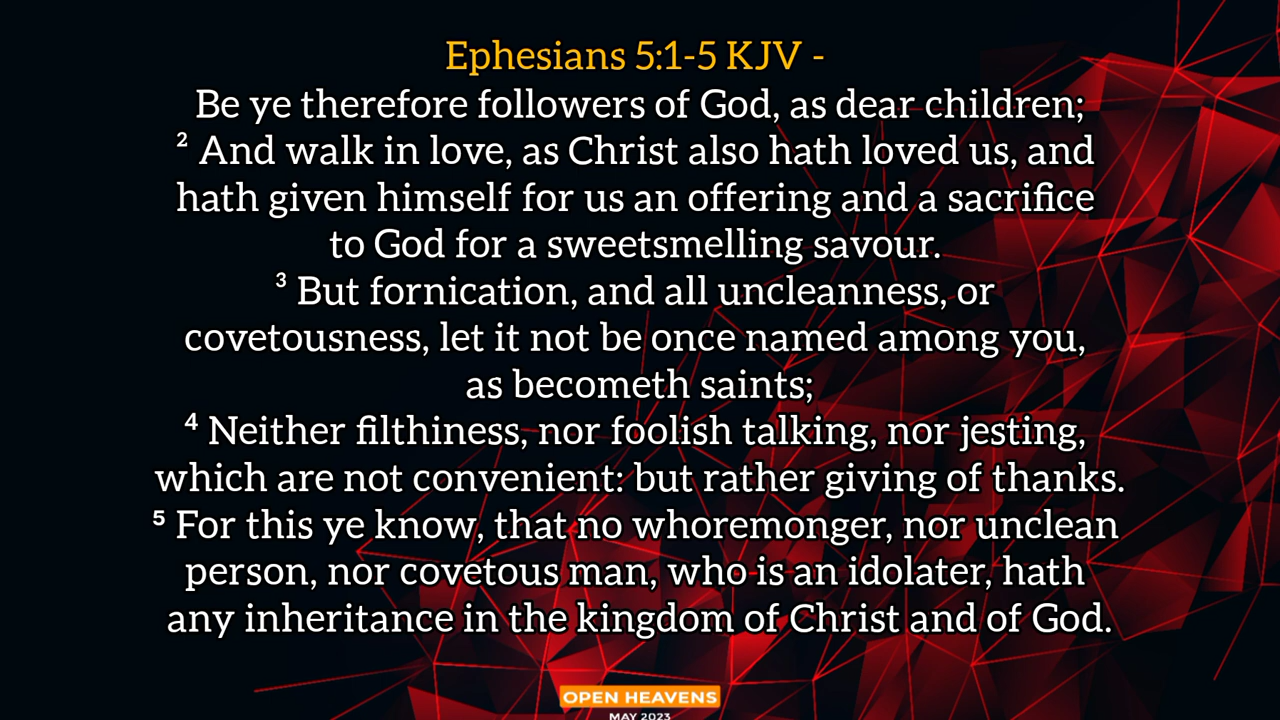 Ephesians 5:1-5 KJV -
Be ye therefore followers of God, as dear children;
² And walk in love, as Christ also hath loved us, and
hath given himself for us an offering and a sacrifice
to God for a sweetsmelling savour.
³ But fornication, and all uncleanness, or
covetousness, let it not be once named among you,
as becometh saints;
⁴ Neither filthiness, nor foolish talking, nor jesting,
which are not convenient: but rather giving of thanks.
⁵ For this ye know, that no whoremonger, nor unclean
person, nor covetous man, who is an idolater, hath
any inheritance in the kingdom of Christ and of God.
OPEN HEAVENS
MAY 2023